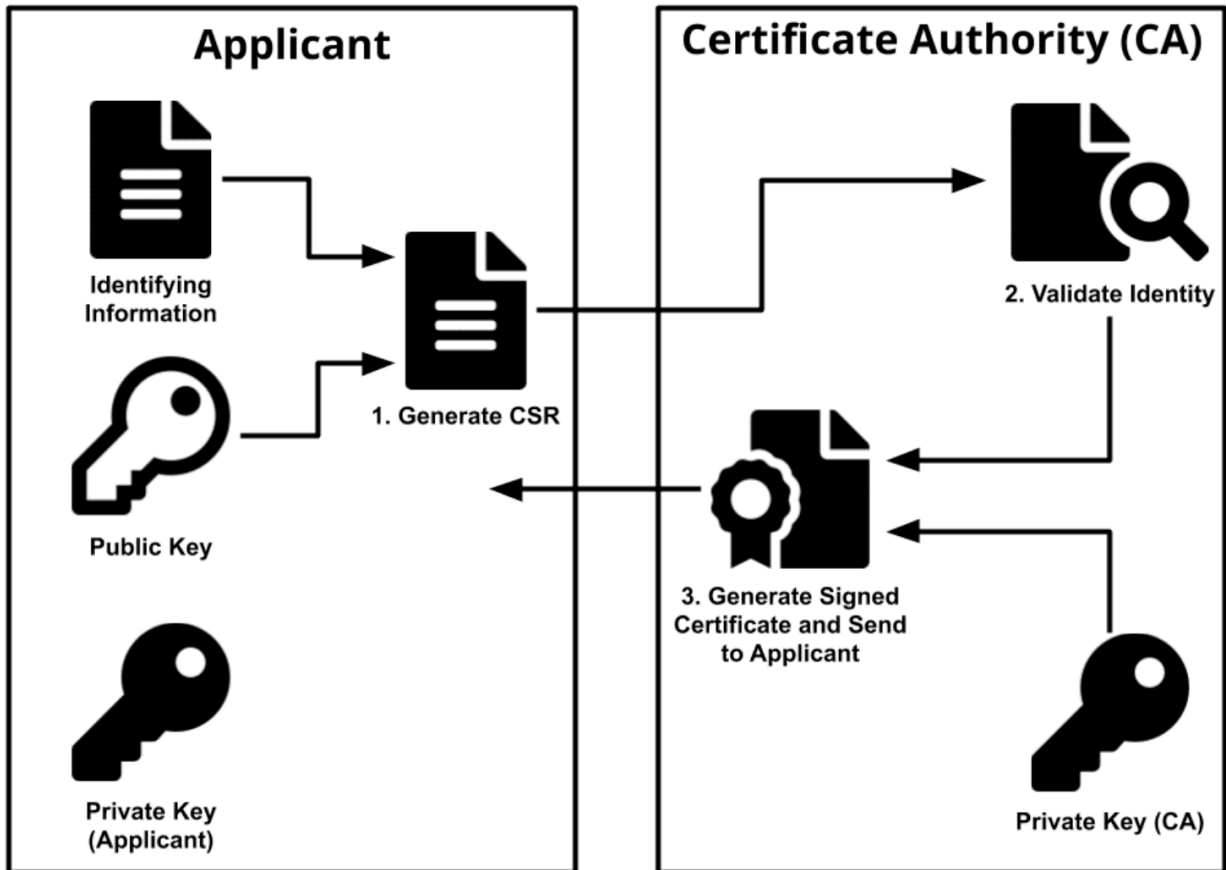 Applicant
Identifying
Information
Public Key
Private Key
(Applicant)
1. Generate CSR
Certificate Authority (CA)
2. Validate Identity
3. Generate Signed
Certificate and Send
to Applicant
Private Key (CA)